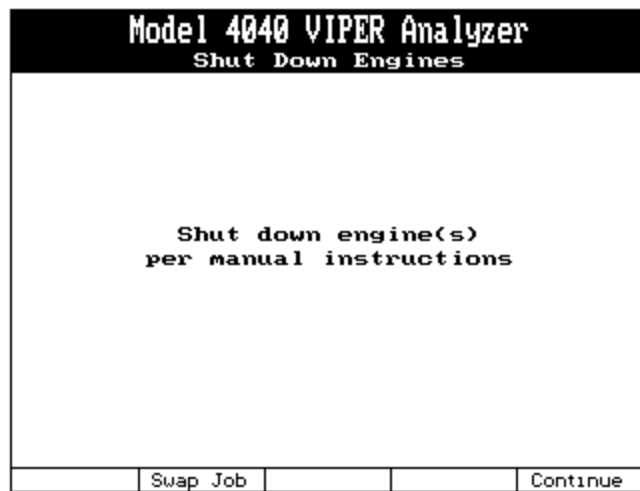 Model 4040 VIPER Analyzer
Shut Down Engines
Shut down engine(s)
per manual instructions
Swap Job Continue